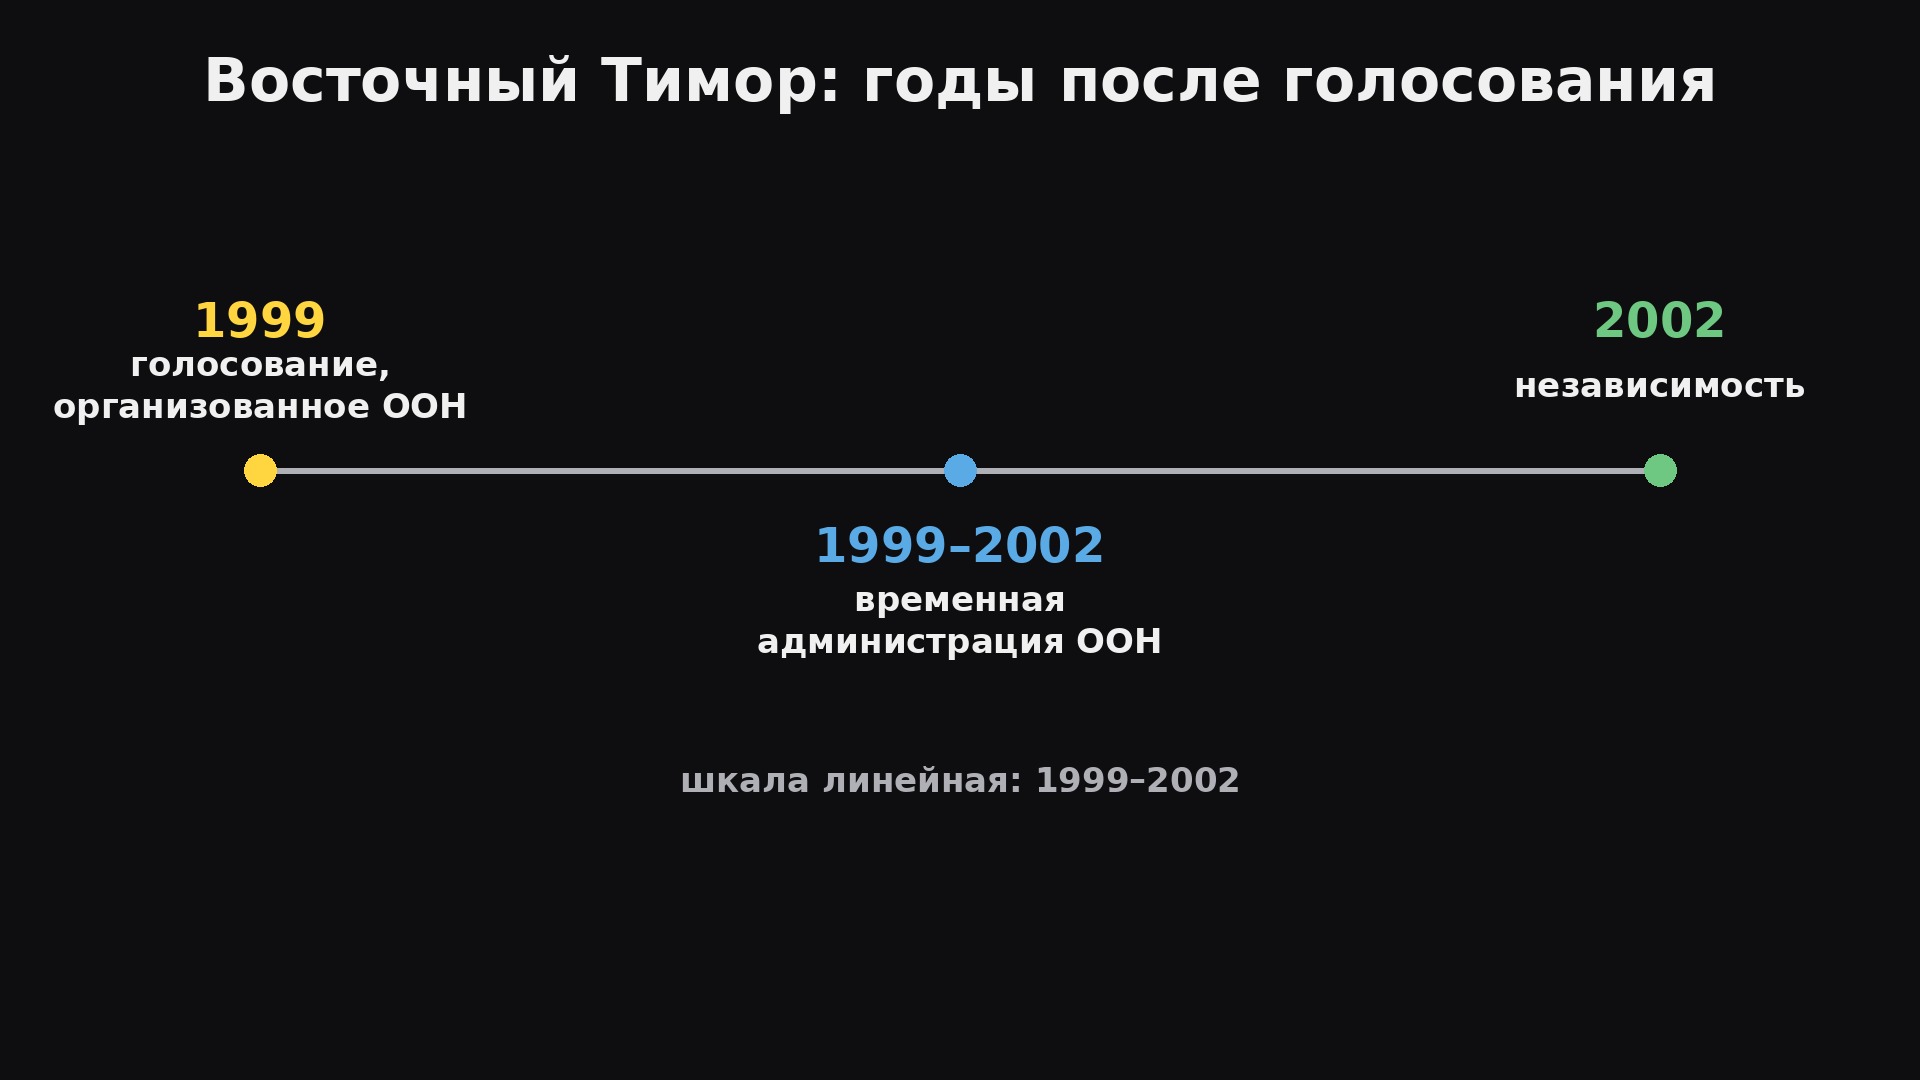 Восточный Тимор: годы после голосования
1999
голосование,
организованное ООН
2002
независимость
1999–2002
временная
администрация ООН
шкала линейная: 1999–2002